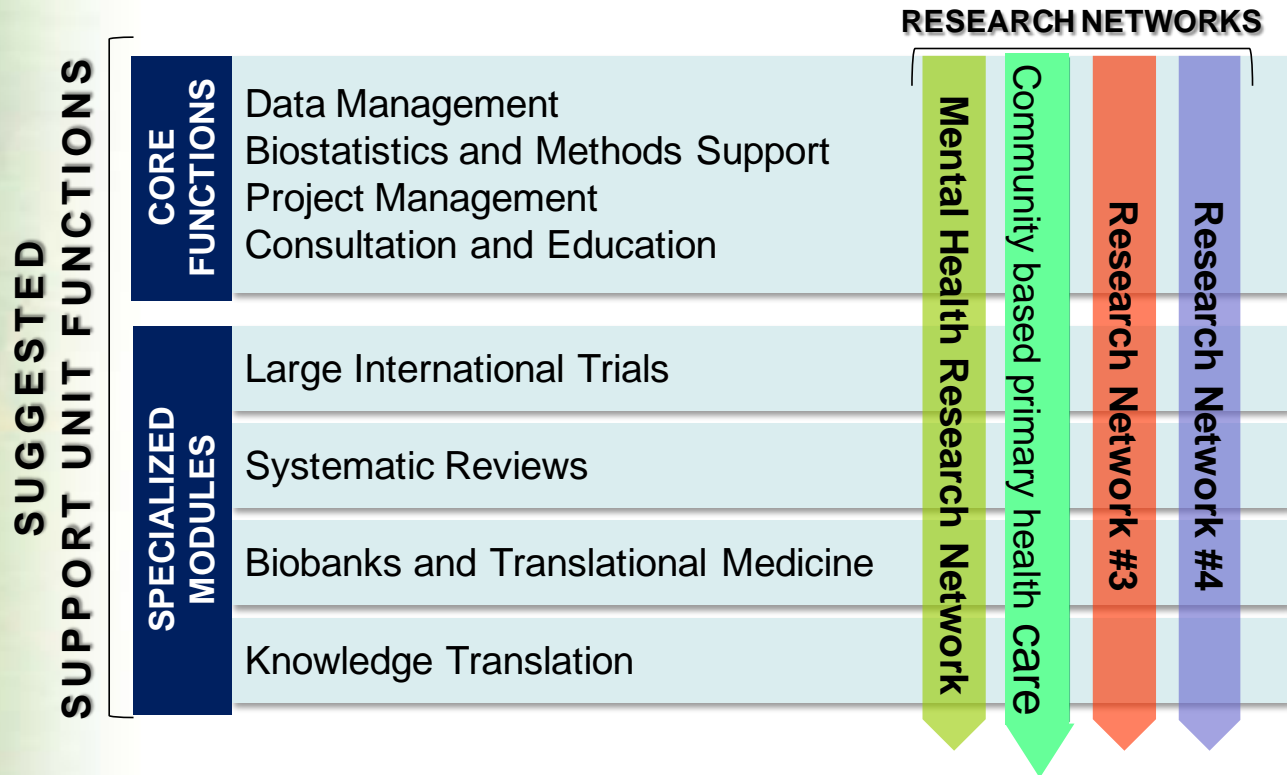 RESEARCH NETWORKS
SUGGESTED
SUPPORT UNIT FUNCTIONS
CORE
FUNCTIONS
Data Management
Biostatistics and Methods Support
Project Management
Consultation and Education
SPECIALIZED
MODULES
Large International Trials
Systematic Reviews
Biobanks and Translational Medicine
Knowledge Translation
Mental Health Research Network
Community based primary health care
Research Network #3
Research Network #4